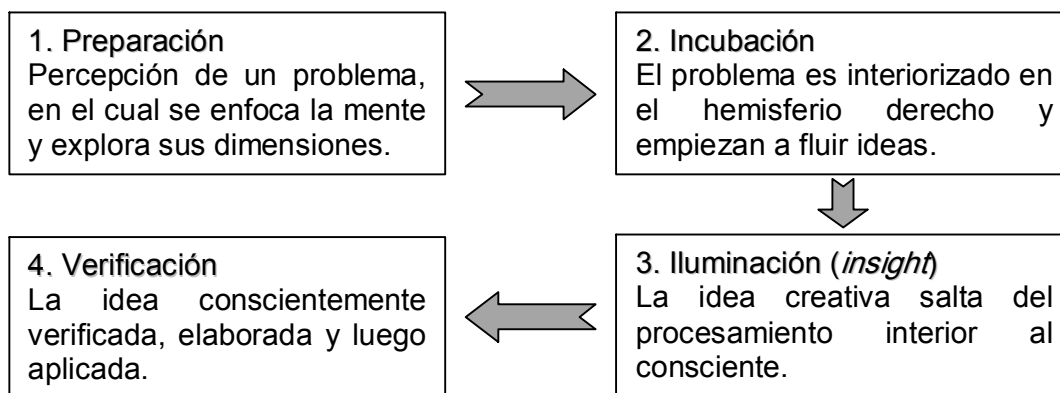 1. Preparación
Percepción de un problema,
en el cual se enfoca la mente
y explora sus dimensiones.
2. Incubación
El problema es interiorizado en
el hemisferio derecho y
empiezan a fluir ideas.
3. Iluminación (insight)
La idea creativa salta del
procesamiento interior al
consciente.
4. Verificación
La idea conscientemente
verificada, elaborada y luego
aplicada.